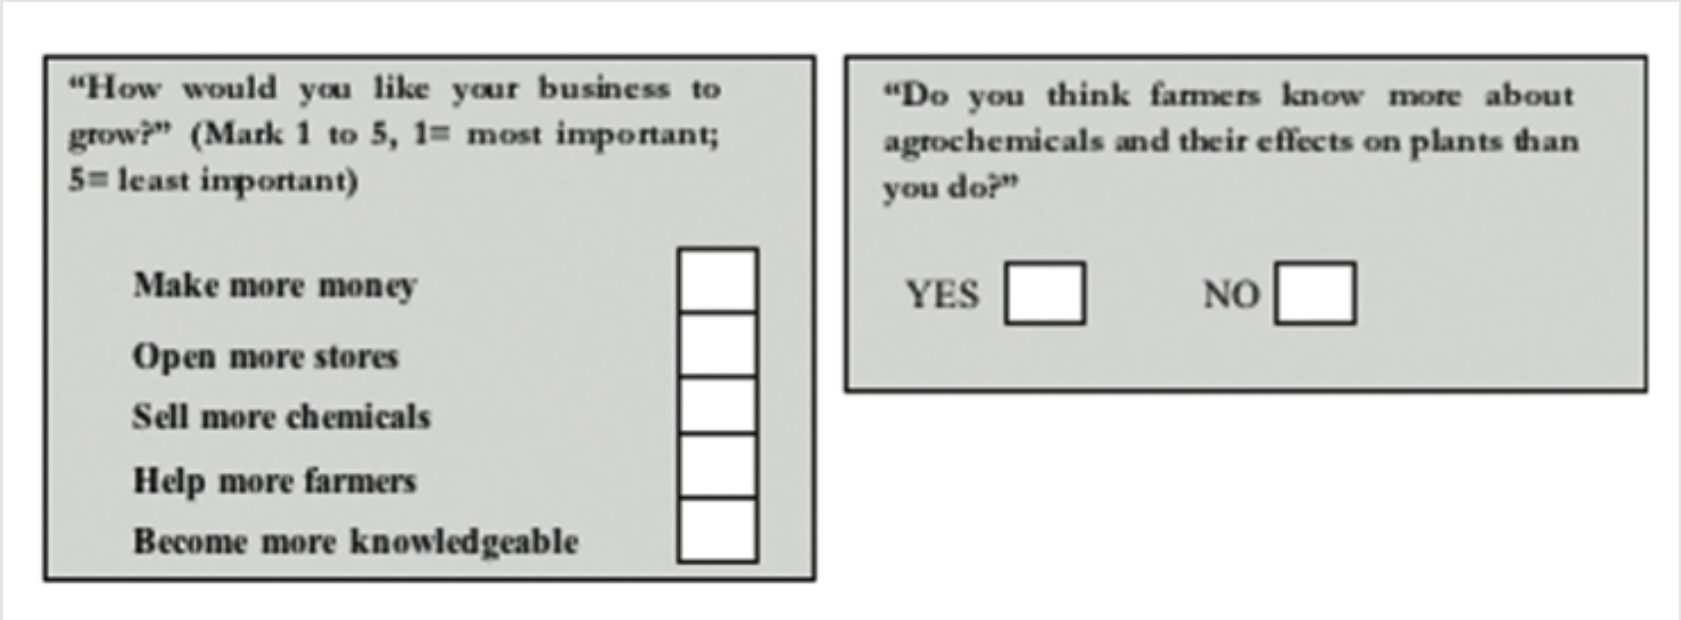 “How would you like your business to
grow?” (Mark 1 to 5, 1= most important;
5= least important)
Make more money
Open more stores
Sell more chemicals
Help more farmers
Become more knowledgeable
“Do you think farmers know more about
agrochemicals and their effects on plants than
you do?”
YES NO